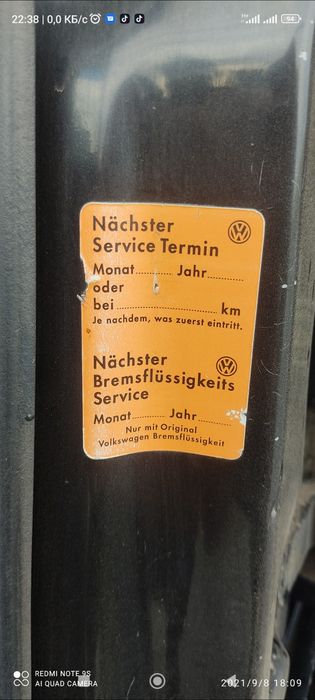 22:38 | 0,0 КБ/с
94
Nächster
Service Termin
Monat.......... Jahr..........
oder
bei.............................. km
Je nachdem, was zuerst eintritt.
Nächster
Bremsflüssigkeits
Service
Monat.......... Jahr..........
Nur mit Original
Volkswagen Bremsflüssigkeit
REDMI NOTE 9S
AI QUAD CAMERA
2021/9/8 18:09